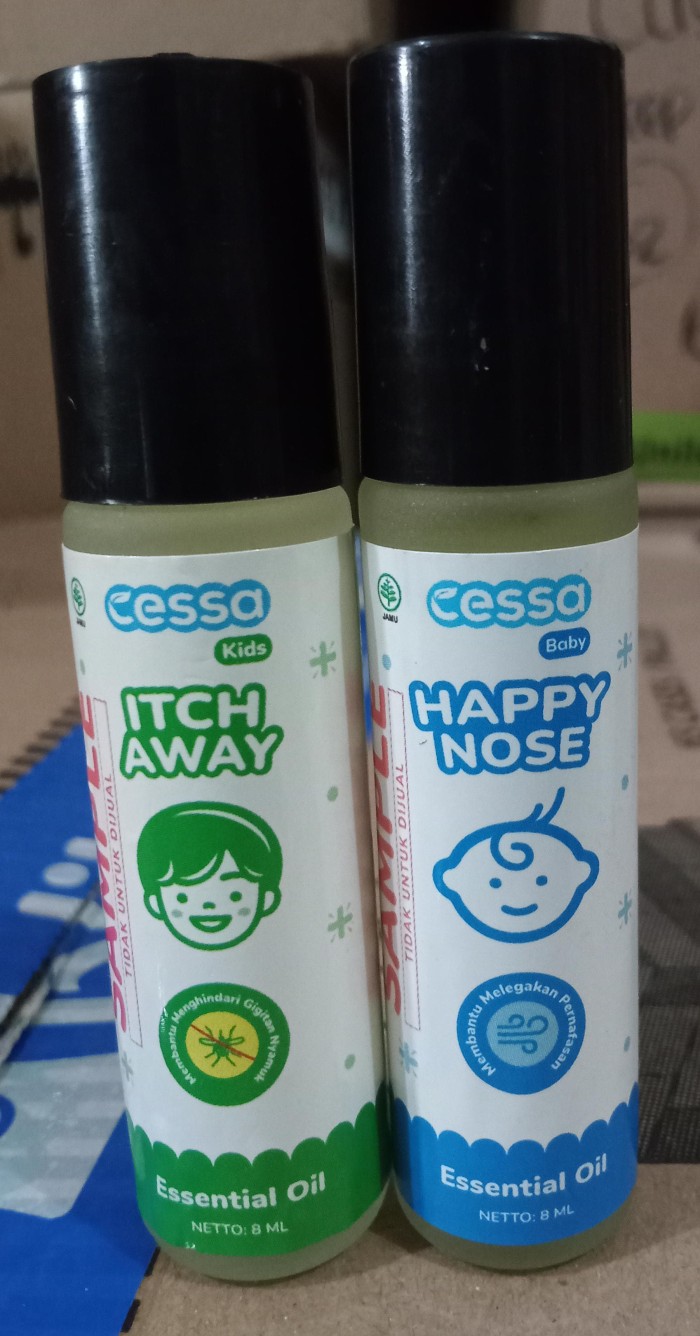 JAMU
cessa
Kids
ITCH
AWAY
SAMPLE
TIDAK UNTUK DIJUAL
Membantu Menghindari Gigitan Nyamuk
Essential Oil
NETTO: 8 ML
JAMU
cessa
Baby
HAPPY
NOSE
SAMPLE
TIDAK UNTUK DIJUAL
Membantu Melegakan Pernafasan
Essential Oil
NETTO: 8 ML